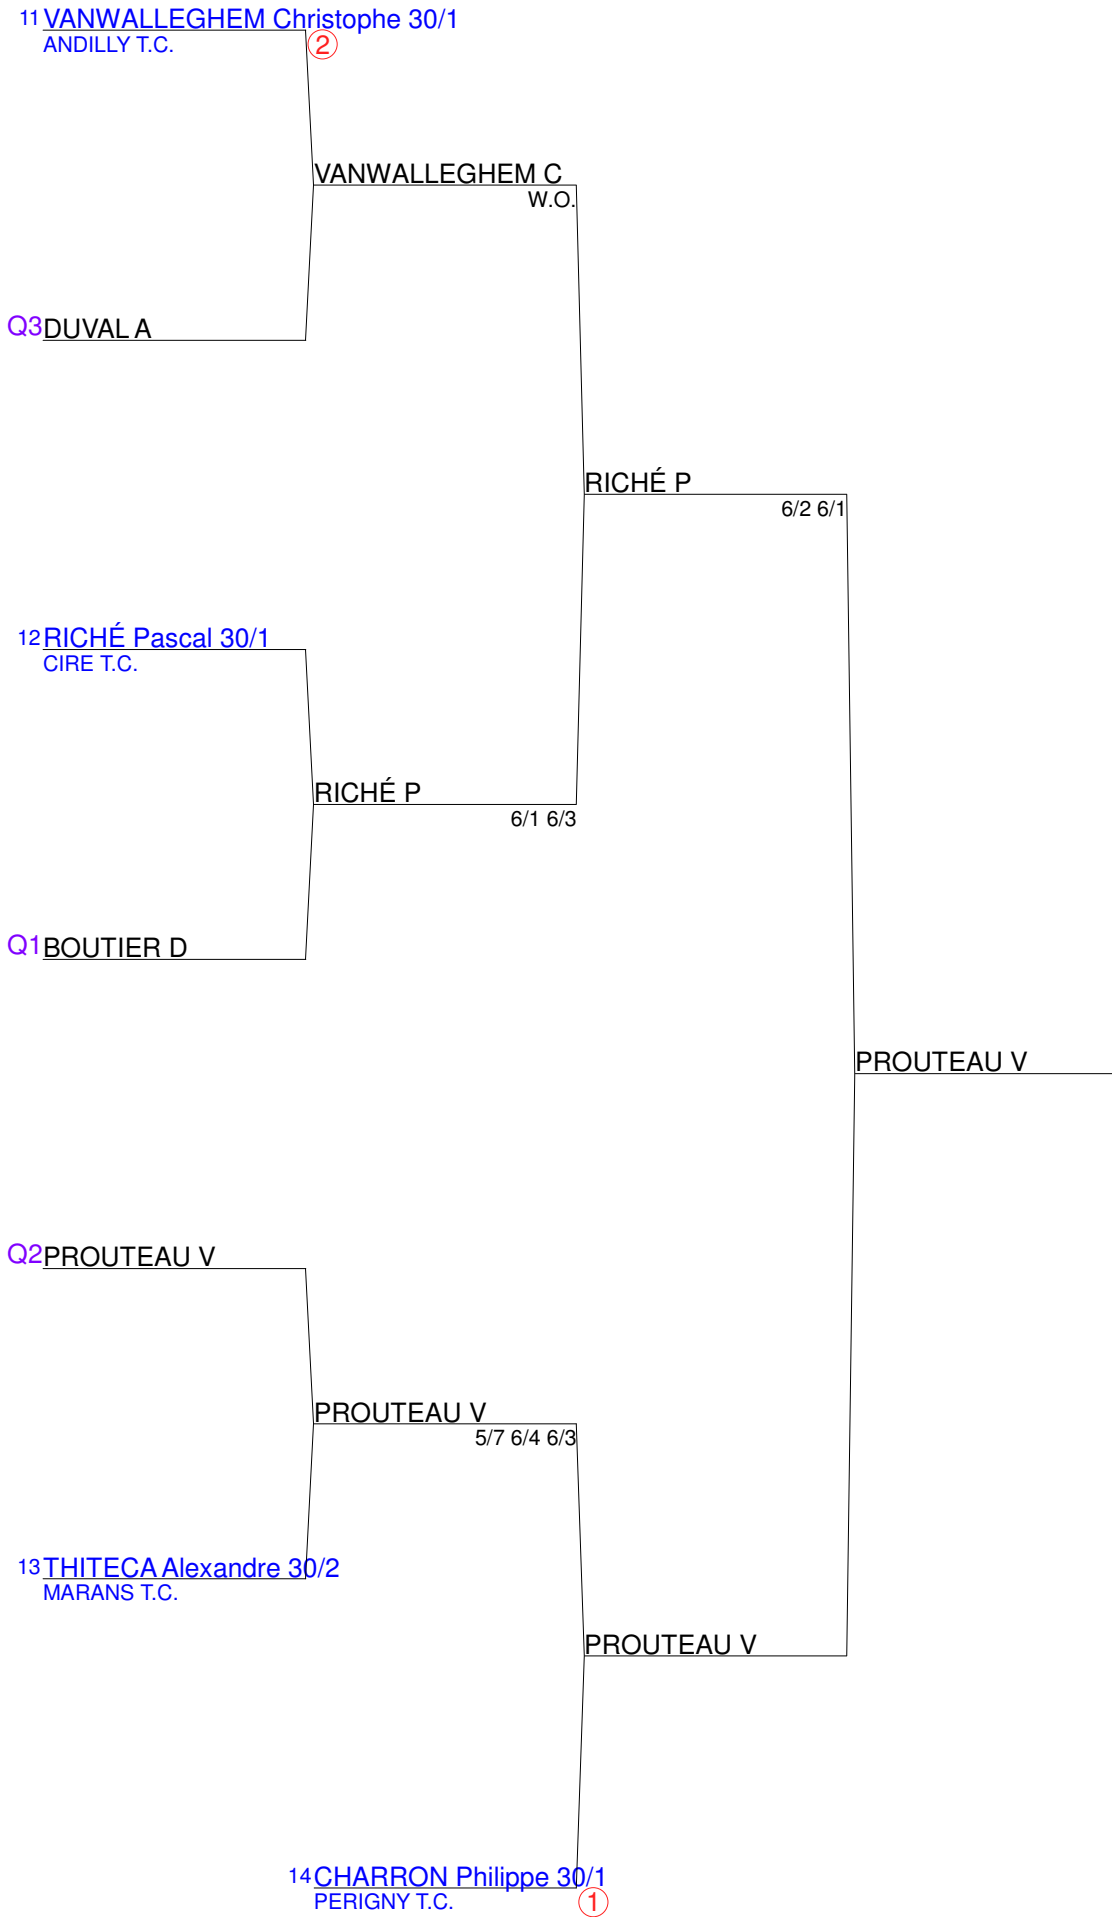 11 VANWALLEGHEM Christophe 30/1
ANDILLY T.C.
2
VANWALLEGHEM C
W.O.
Q3 DUVAL A
RICHÉ P
6/2 6/1
12 RICHÉ Pascal 30/1
CIRE T.C.
RICHÉ P
6/1 6/3
Q1 BOUTIER D
PROUTEAU V
Q2 PROUTEAU V
PROUTEAU V
5/7 6/4 6/3
13 THITECA Alexandre 30/2
MARANS T.C.
PROUTEAU V
14 CHARRON Philippe 30/1
PERIGNY T.C.
1